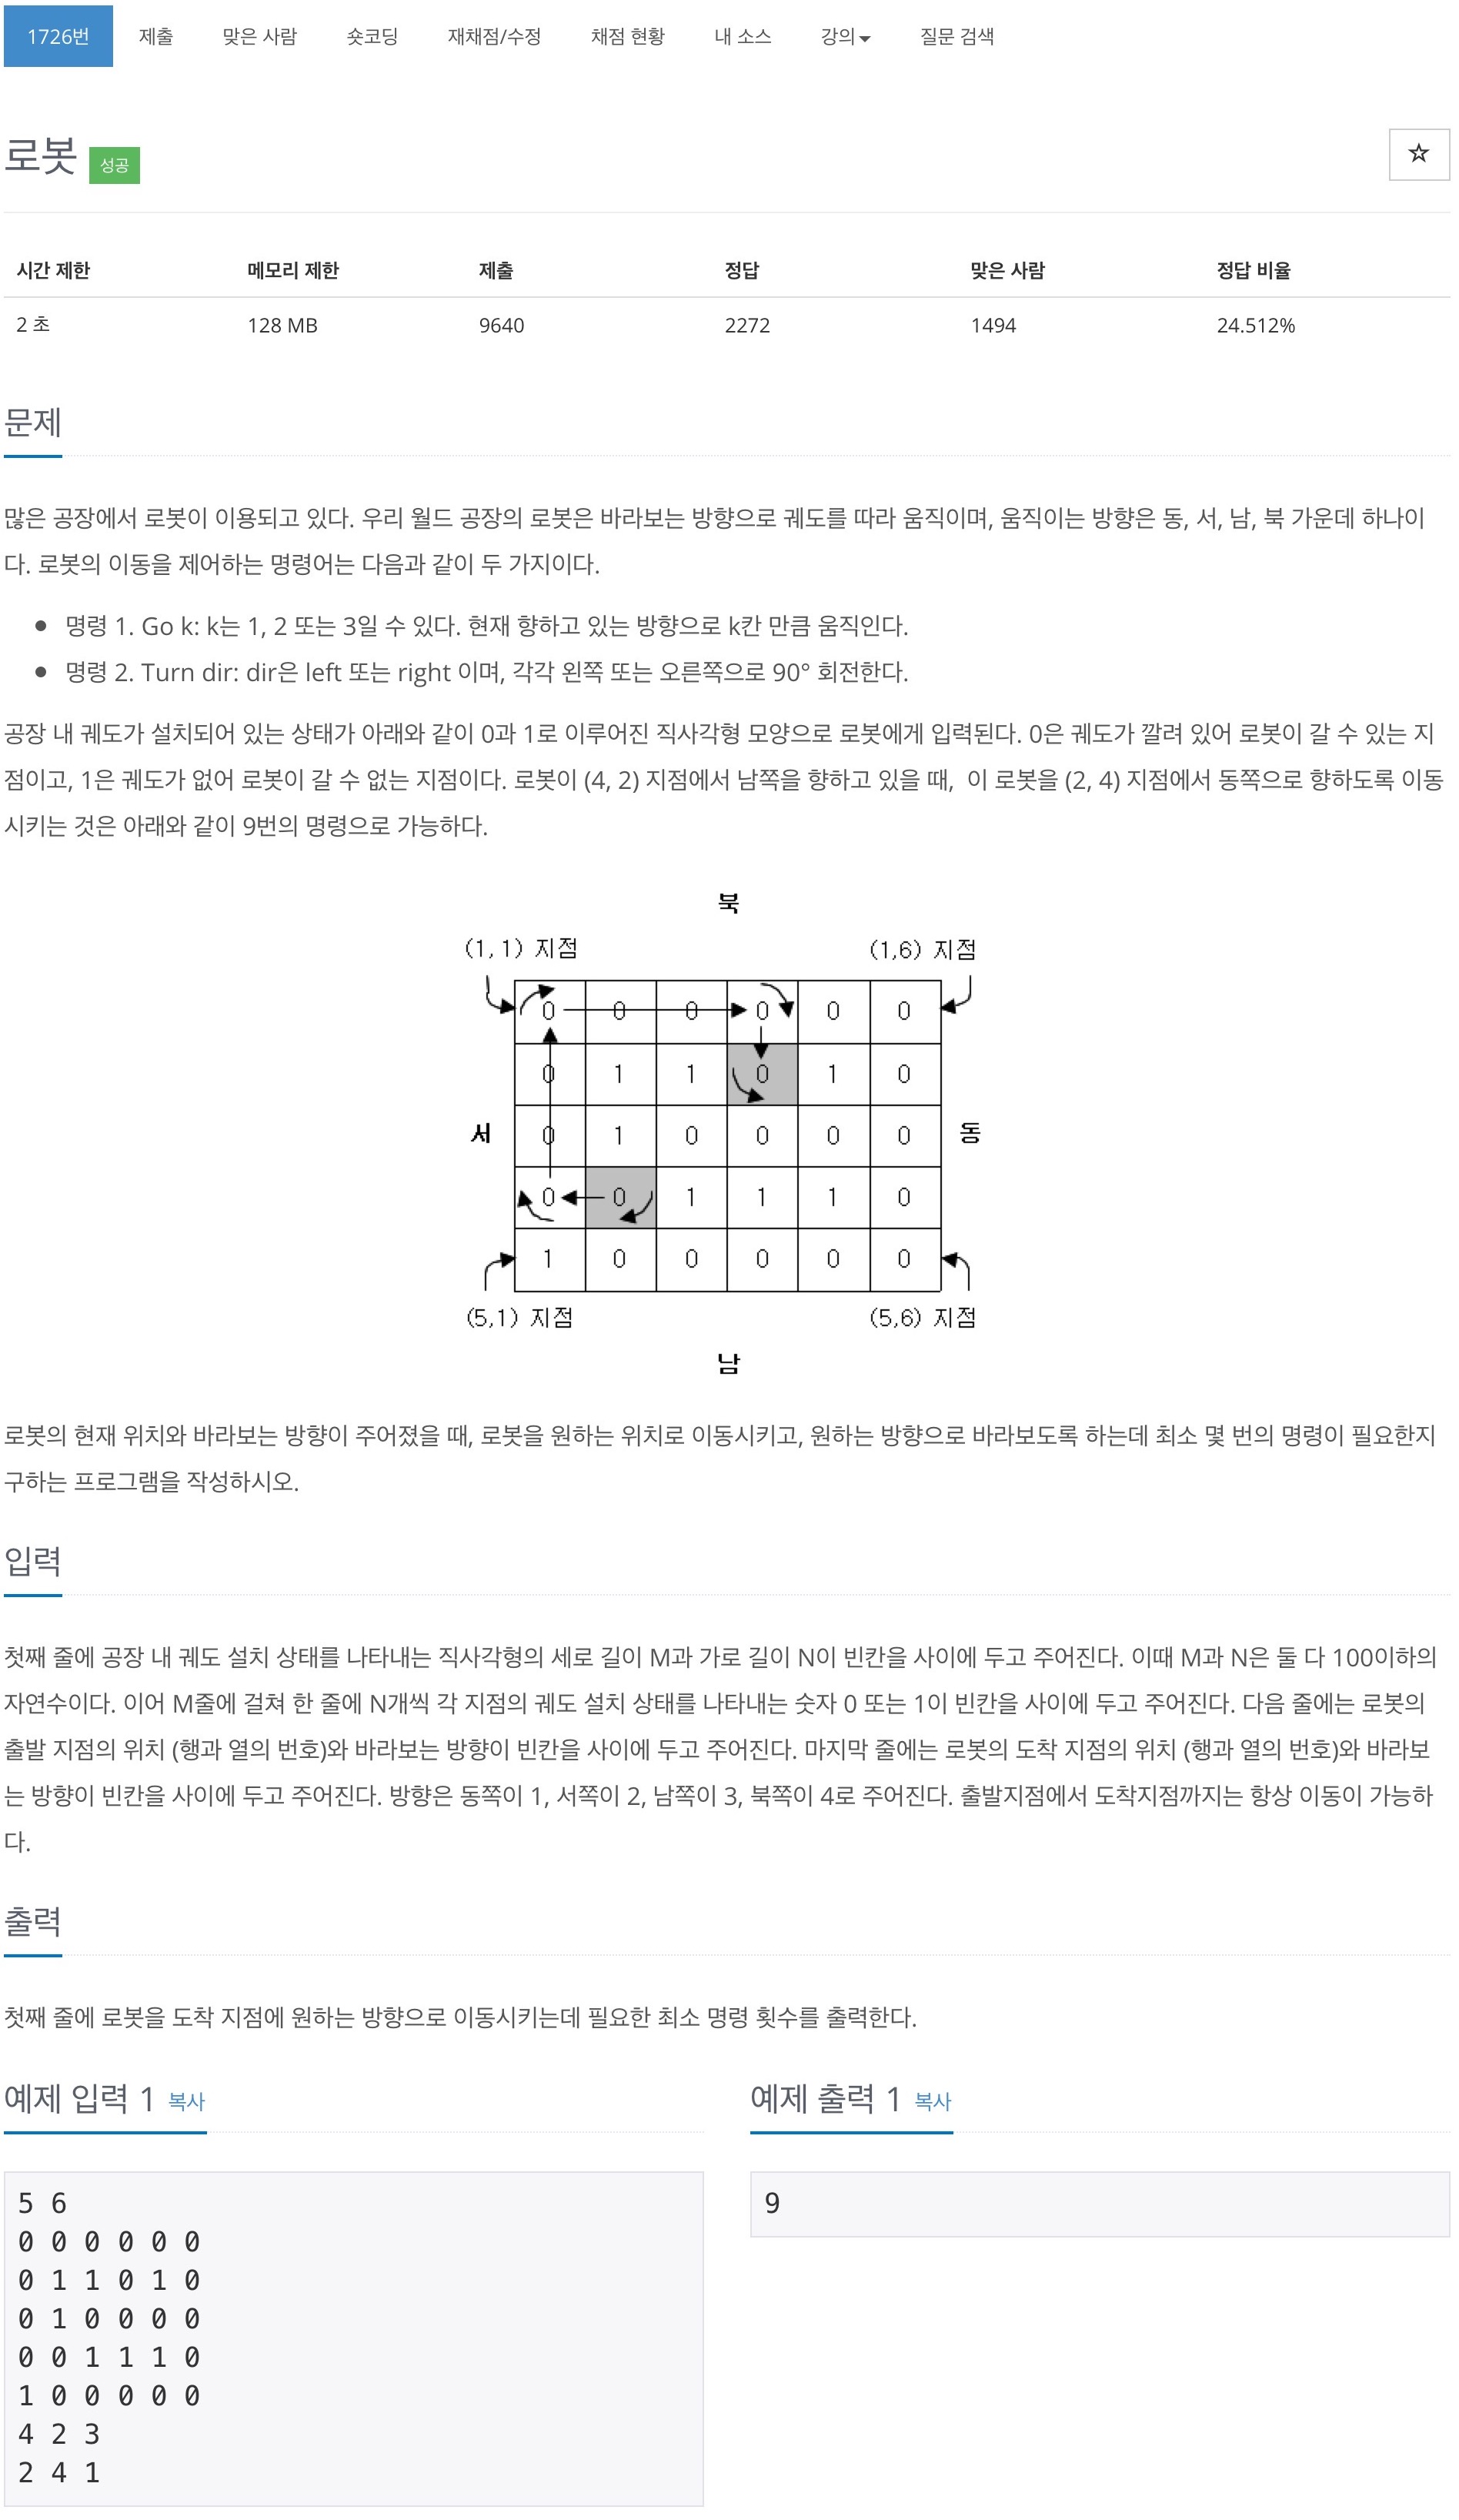 1726번 제출 맞은 사람 숏코딩 재채점/수정 채점 현황 내 소스 강의 질문 검색
로봇 성공
시간 제한 메모리 제한 제출 정답 맞은 사람 정답 비율
2 초 128 MB 9640 2272 1494 24.512%
문제
많은 공장에서 로봇이 이용되고 있다. 우리 월드 공장의 로봇은 바라보는 방향으로 궤도를 따라 움직이며, 움직이는 방향은 동, 서, 남, 북 가운데 하나이
다. 로봇의 이동을 제어하는 명령어는 다음과 같이 두 가지이다.
명령 1. Go k: k는 1, 2 또는 3일 수 있다. 현재 향하고 있는 방향으로 k칸 만큼 움직인다.
명령 2. Turn dir: dir은 left 또는 right 이며, 각각 왼쪽 또는 오른쪽으로 90° 회전한다.
공장 내 궤도가 설치되어 있는 상태가 아래와 같이 0과 1로 이루어진 직사각형 모양으로 로봇에게 입력된다. 0은 궤도가 깔려 있어 로봇이 갈 수 있는 지
점이고, 1은 궤도가 없어 로봇이 갈 수 없는 지점이다. 로봇이 (4, 2) 지점에서 남쪽을 향하고 있을 때,  이 로봇을 (2, 4) 지점에서 동쪽으로 향하도록 이동
시키는 것은 아래와 같이 9번의 명령으로 가능하다.
북
(1,1) 지점 (1,6) 지점
0 0 0 0 0 0
0 1 1 0 1 0
서 0 1 0 0 0 0 동
0 0 1 1 1 0
1 0 0 0 0 0
(5,1) 지점 (5,6) 지점
남
로봇의 현재 위치와 바라보는 방향이 주어졌을 때, 로봇을 원하는 위치로 이동시키고, 원하는 방향으로 바라보도록 하는데 최소 몇 번의 명령이 필요한지
구하는 프로그램을 작성하시오.
입력
첫째 줄에 공장 내 궤도 설치 상태를 나타내는 직사각형의 세로 길이 M과 가로 길이 N이 빈칸을 사이에 두고 주어진다. 이때 M과 N은 둘 다 100이하의
자연수이다. 이어 M줄에 걸쳐 한 줄에 N개씩 각 지점의 궤도 설치 상태를 나타내는 숫자 0 또는 1이 빈칸을 사이에 두고 주어진다. 다음 줄에는 로봇의
출발 지점의 위치 (행과 열의 번호)와 바라보는 방향이 빈칸을 사이에 두고 주어진다. 마지막 줄에는 로봇의 도착 지점의 위치 (행과 열의 번호)와 바라보
는 방향이 빈칸을 사이에 두고 주어진다. 방향은 동쪽이 1, 서쪽이 2, 남쪽이 3, 북쪽이 4로 주어진다. 출발지점에서 도착지점까지는 항상 이동이 가능하
다.
출력
첫째 줄에 로봇을 도착 지점에 원하는 방향으로 이동시키는데 필요한 최소 명령 횟수를 출력한다.
예제 입력 1 복사
5 6
0 0 0 0 0 0
0 1 1 0 1 0
0 1 0 0 0 0
0 0 1 1 1 0
1 0 0 0 0 0
4 2 3
2 4 1
예제 출력 1 복사
9